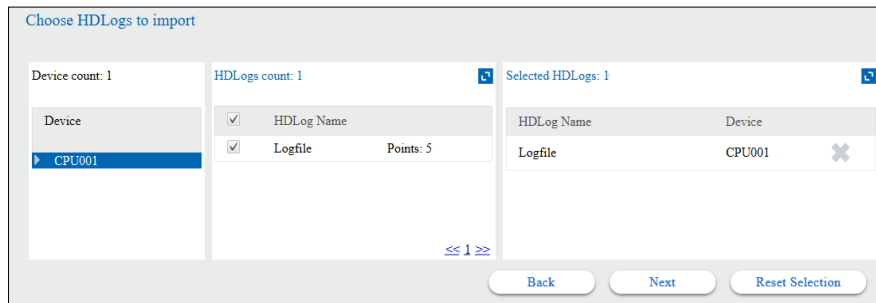 Choose HDLogs to import
Device count: 1
HDLogs count: 1
Selected HDLogs: 1
Device
HDLog Name
HDLog Name Device
CPU001
Logfile Points: 5
Logfile CPU001
<< 1 >>
Back Next Reset Selection